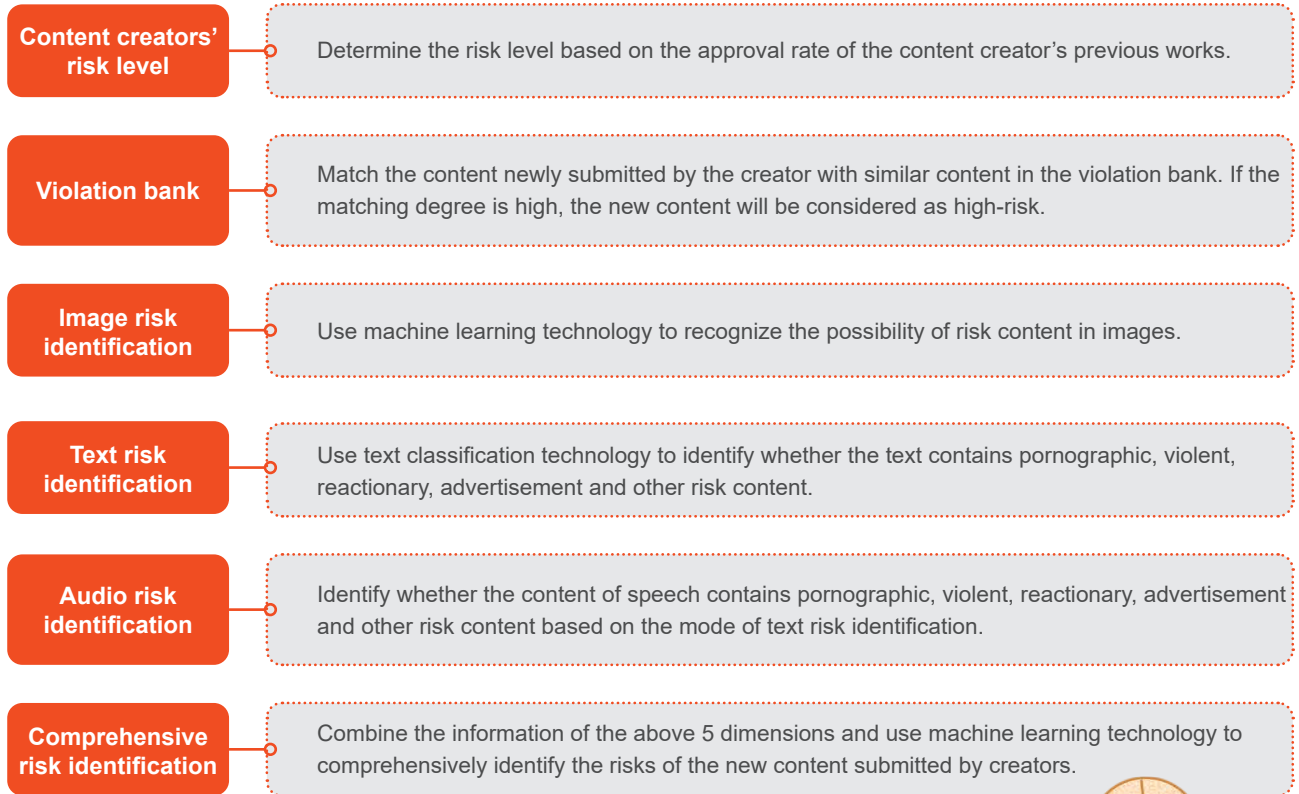 Content creators’
risk level
Determine the risk level based on the approval rate of the content creator’s previous works.
Violation bank
Match the content newly submitted by the creator with similar content in the violation bank. If the
matching degree is high, the new content will be considered as high-risk.
Image risk
identification
Use machine learning technology to recognize the possibility of risk content in images.
Text risk
identification
Use text classification technology to identify whether the text contains pornographic, violent,
reactionary, advertisement and other risk content.
Audio risk
identification
Identify whether the content of speech contains pornographic, violent, reactionary, advertisement
and other risk content based on the mode of text risk identification.
Comprehensive
risk identification
Combine the information of the above 5 dimensions and use machine learning technology to
comprehensively identify the risks of the new content submitted by creators.